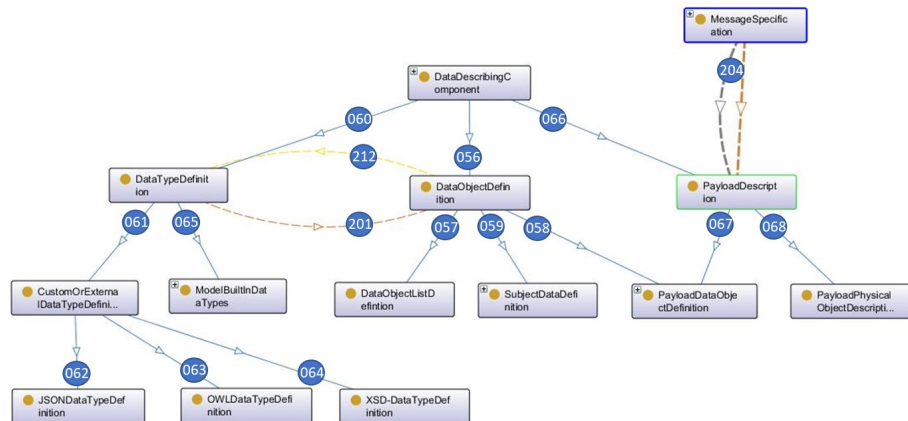 MessageSpecific
ation
204
DataDescribingC
omponent
060
066
212
056
DataTypeDefinit
ion
DataObjectDefin
ition
PayloadDescript
ion
061
065
201
057
059
058
067
068
CustomOrExterna
lDataTypeDefini...
ModelBuiltInDat
aTypes
DataObjectListD
efintion
SubjectDataDefi
nition
PayloadDataObje
ctDefinition
PayloadPhysical
ObjectDescripti...
062
063
064
JSONDataTypeDef
inition
OWLDataTypeDefi
nition
XSD-DataTypeDef
inition